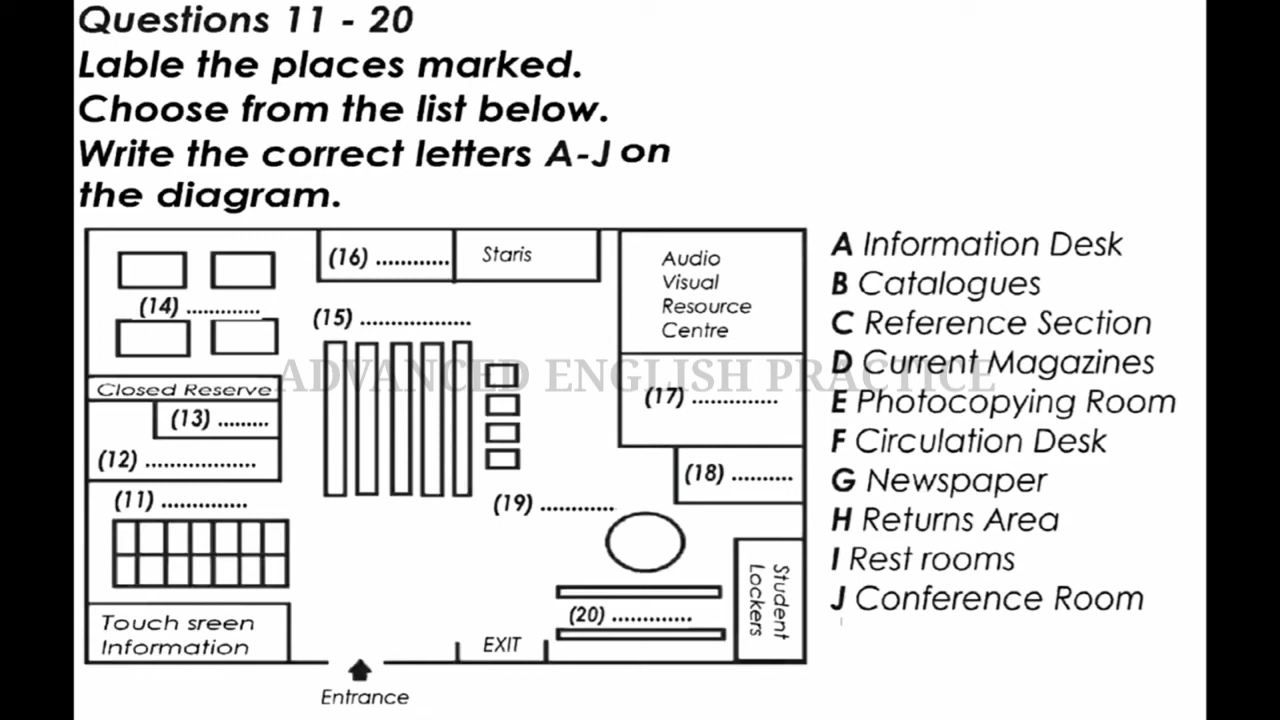 Questions 11 - 20
Lable the places marked.
Choose from the list below.
Write the correct letters A-J on
the diagram.
(16) ............
Staris
Audio
Visual
Resource
Centre
(14) ............
(15) ..................
Closed Reserve
(13) ........
(17) ..............
(12) ..................
(18) ..........
(11) ..............
(19) ............
Touch sreen
Information
(20) ...............
Student
Lockers
EXIT
Entrance
A Information Desk
B Catalogues
C Reference Section
D Current Magazines
E Photocopying Room
F Circulation Desk
G Newspaper
H Returns Area
I Rest rooms
J Conference Room
ADVANCED ENGLISH PRACTICE